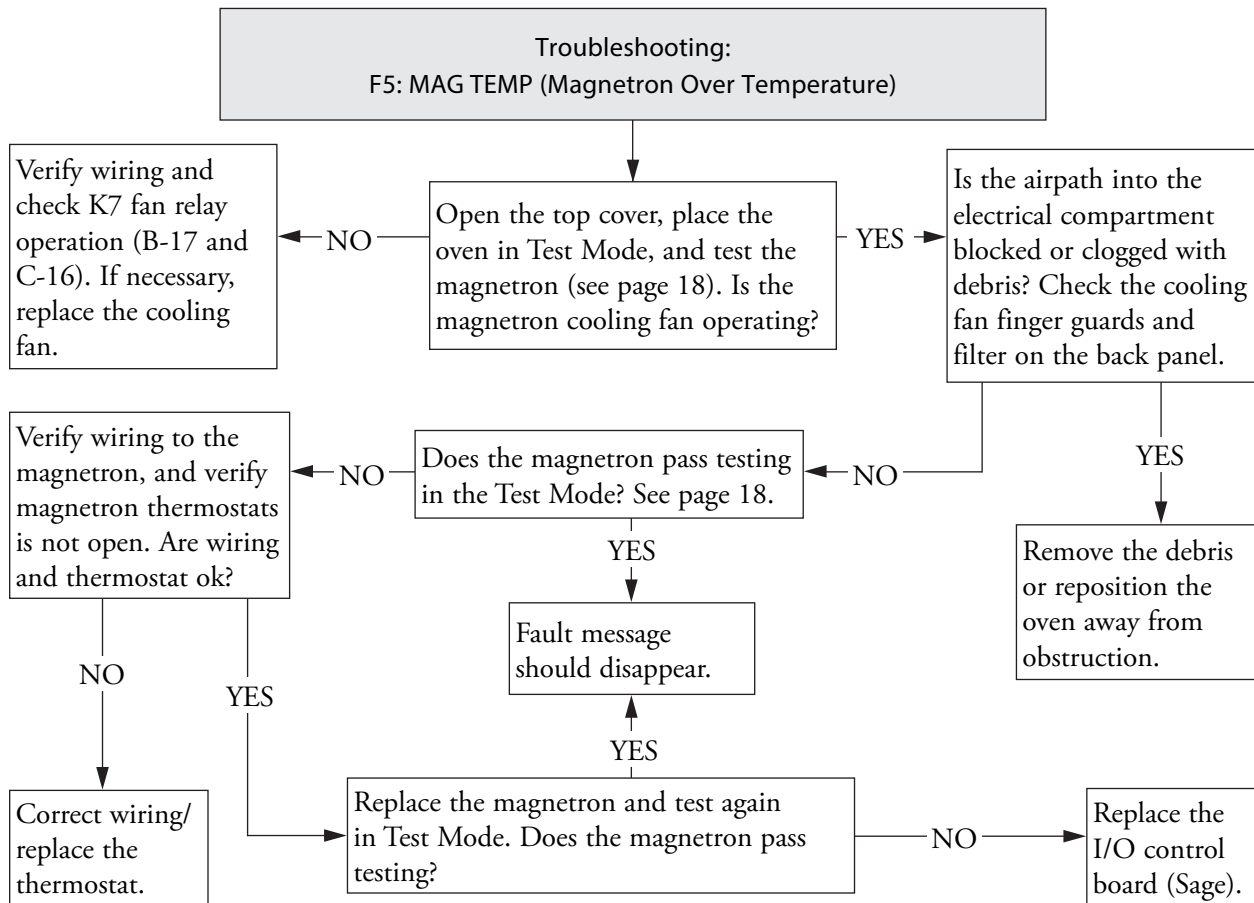 Troubleshooting:
F5: MAG TEMP (Magnetron Over Temperature)
Verify wiring and
check K7 fan relay
operation (B-17 and
C-16). If necessary,
replace the cooling
fan.
NO
Open the top cover, place the
oven in Test Mode, and test the
magnetron (see page 18). Is the
magnetron cooling fan operating?
YES
Is the airpath into the
electrical compartment
blocked or clogged with
debris? Check the cooling
fan finger guards and
filter on the back panel.
Verify wiring to the
magnetron, and verify
magnetron thermostats
is not open. Are wiring
and thermostat ok?
NO
Does the magnetron pass testing
in the Test Mode? See page 18.
NO
YES
Remove the debris
or reposition the
oven away from
obstruction.
YES
Fault message
should disappear.
NO
YES
YES
Correct wiring/
replace the
thermostat.
Replace the magnetron and test again
in Test Mode. Does the magnetron pass
testing?
NO
Replace the
I/O control
board (Sage).